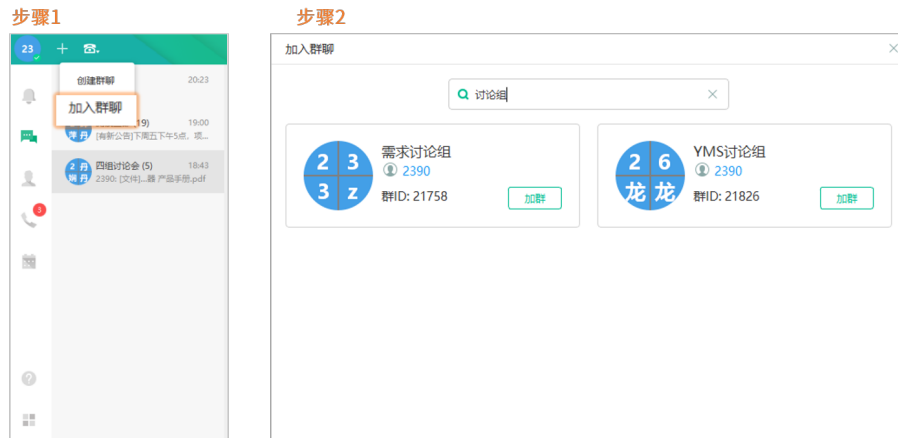 步骤1
步骤2
23
创建群聊
20:23
加入群聊
19)
19:00
[有新公告]下周五下午5点，项...
四组讨论会 (5)
18:43
2390: [文件]...器 产品手册.pdf
3
加入群聊
讨论组
2 3
3 z
需求讨论组
2390
群ID: 21758
加群
2 6
龙 龙
YMS讨论组
2390
群ID: 21826
加群